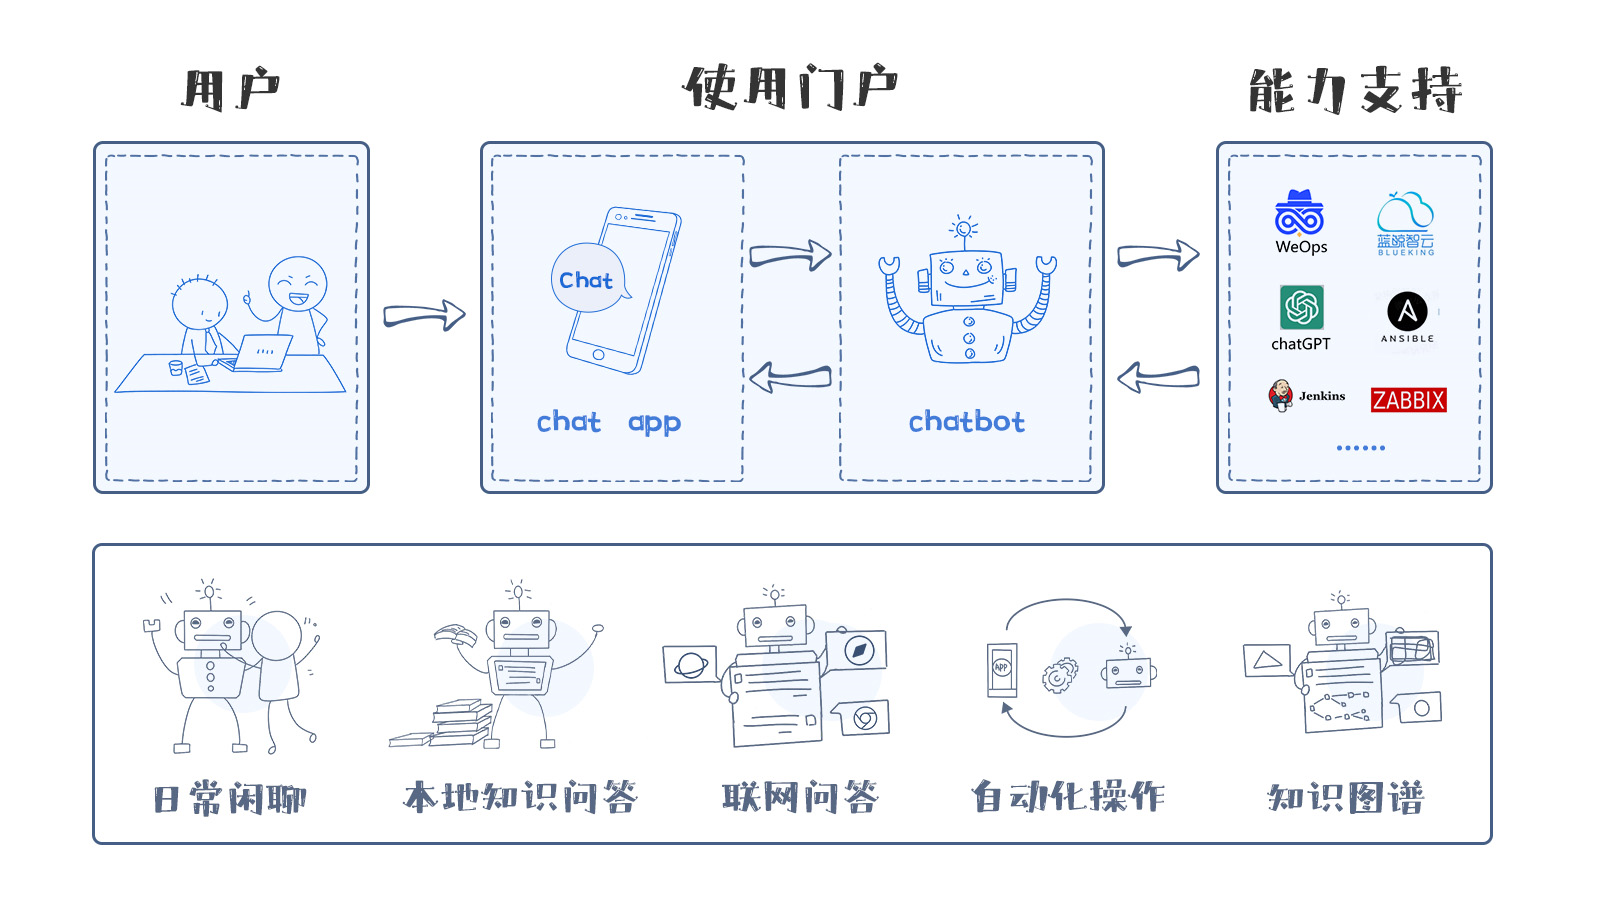 用户
使用门户
能力支持
Chat
chat app
chatbot
WeOps
蓝鲸智云
BLUEKING
chatGPT
ANSIBLE
Jenkins
ZABBIX
APP
日常闲聊
本地知识问答
联网问答
自动化操作
知识图谱